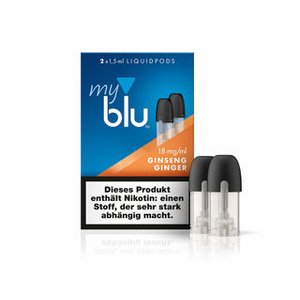 2 x 1,5 ml LIQUIDPODS
my
blu
18 mg/ml
GINSENG
GINGER
Dieses Produkt
enthält Nikotin: einen
Stoff, der sehr stark
abhängig macht.